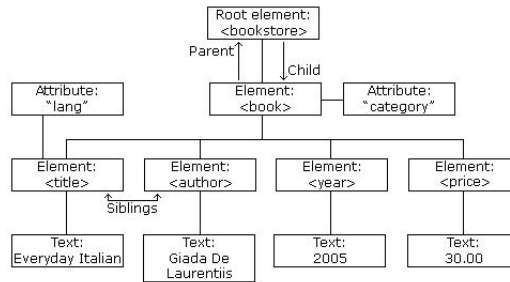 Root element:
<bookstore>
Parent
Child
Attribute:
"lang"
Element:
<book>
Attribute:
"category"
Element:
<title>
Element:
<author>
Element:
<year>
Element:
<price>
Siblings
Text:
Everyday Italian
Text:
Giada De
Laurentiis
Text:
2005
Text:
30.00